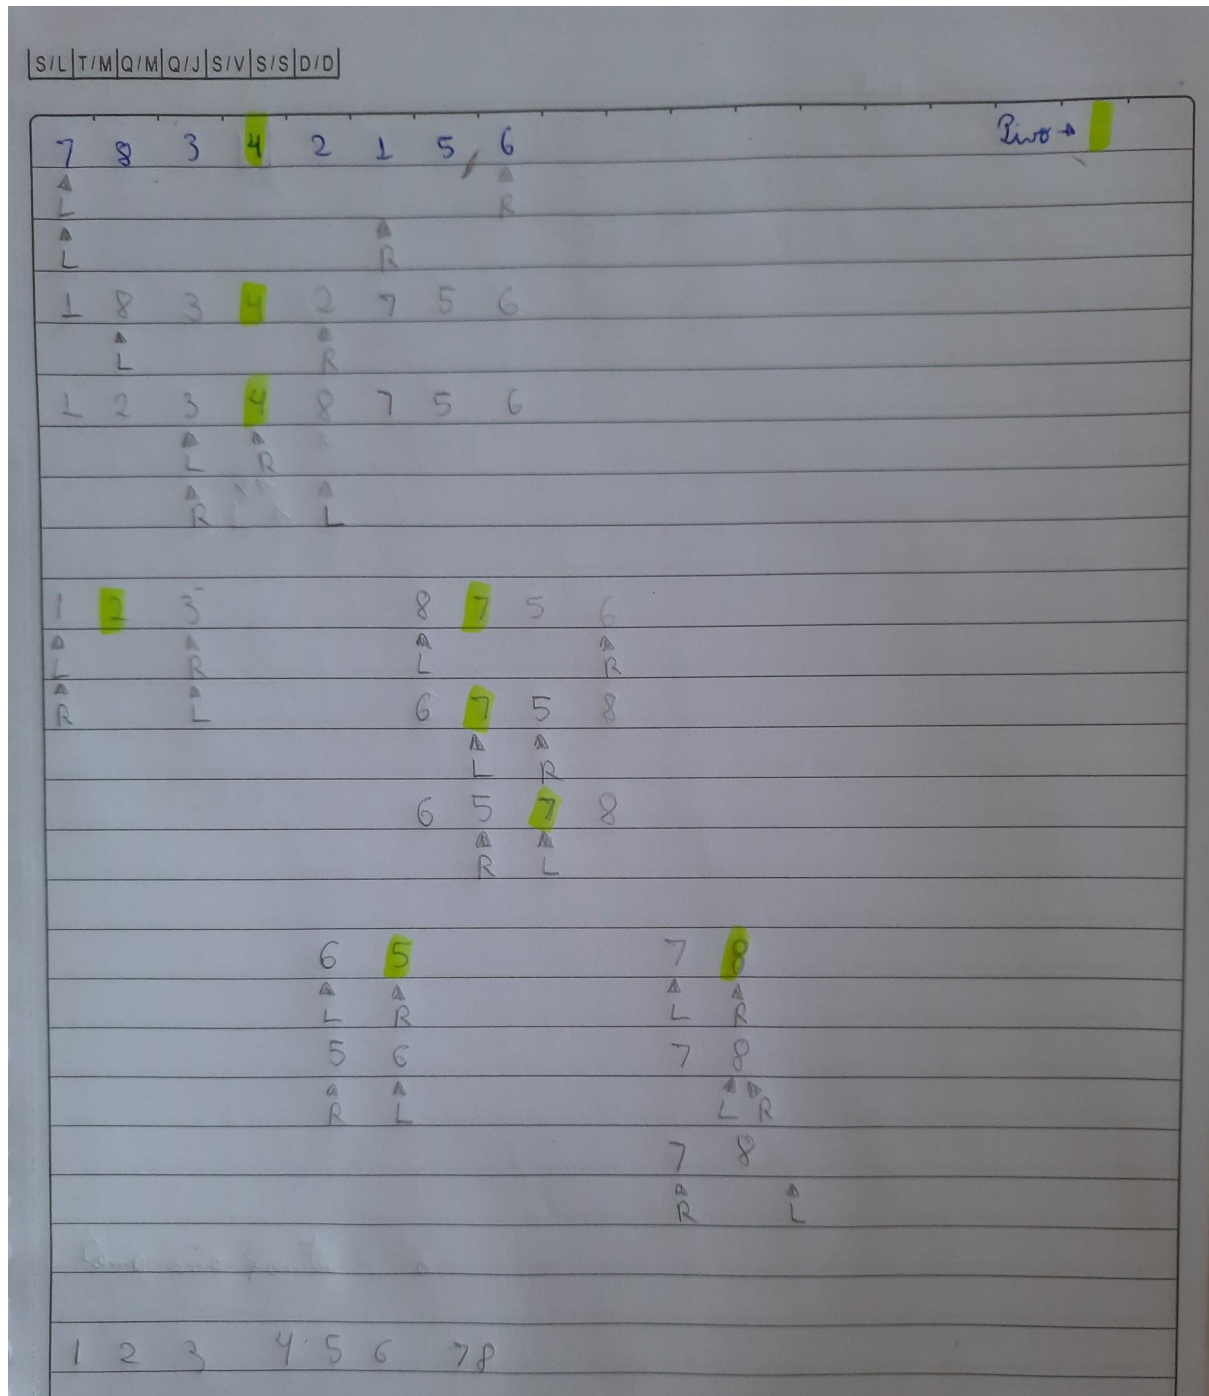 S/L T/M Q/M Q/J S/V S/S D/D
7 8 3 4 2 1 5 6 Pivo →
L R
L R
1 8 3 4 2 7 5 6
L R
1 2 3 4 8 7 5 6
L R
R L
1 2 3 8 7 5 6
L R L R
R L 6 7 5 8
L R
6 5 7 8
R L
6 5 7 8
L R L R
5 6 7 8
R L L R
7 8
R L
1 2 3 4 5 6 7 8